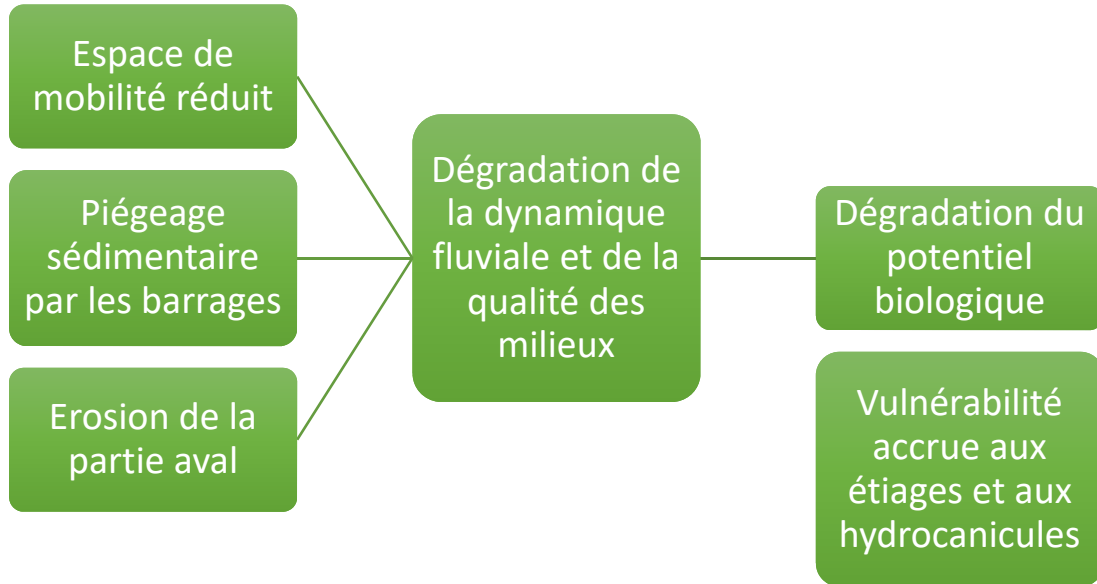 Espace de
mobilité réduit
Piégeage
sédimentaire
par les barrages
Erosion de la
partie aval
Dégradation de
la dynamique
fluviale et de la
qualité des
milieux
Dégradation du
potentiel
biologique
Vulnérabilité
accrue aux
étiages et aux
hydrocanicules